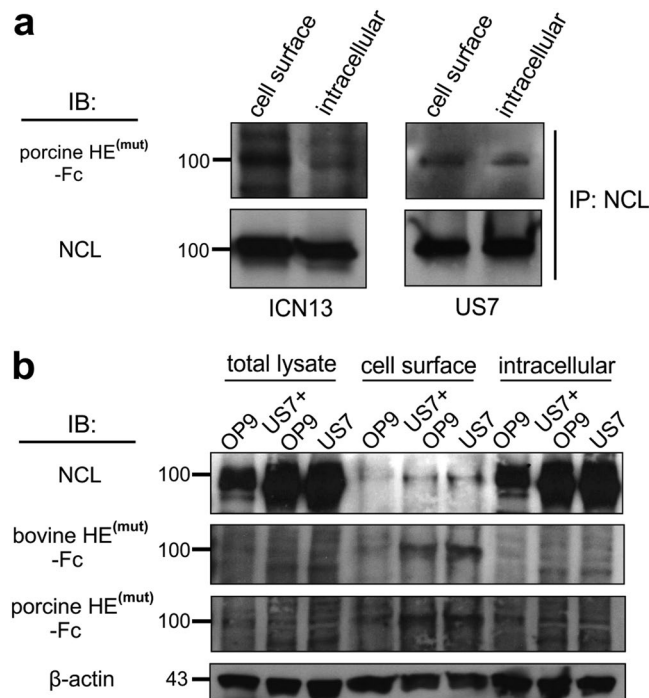 a
cell surface
intracellular
cell surface
intracellular
IB:
porcine HE(mut)
-Fc
100
IP: NCL
NCL
100
ICN13
US7
b
total lysate
cell surface
intracellular
IB:
OP9
US7+
OP9
US7
OP9
US7+
OP9
US7
OP9
US7+
OP9
US7
NCL
100
bovine HE(mut)
-Fc
100
porcine HE(mut)
-Fc
100
β-actin
43